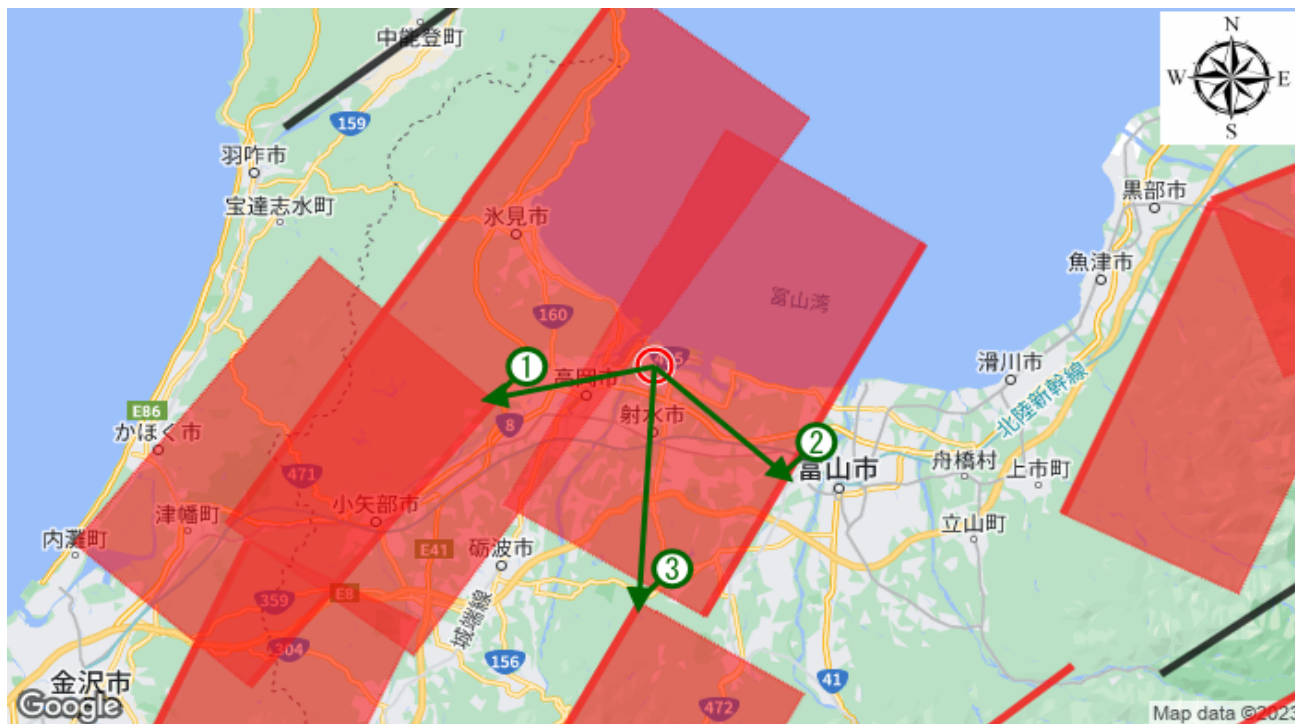 中能登町
N
W
E
S
159
羽咋市
黒部市
宝達志水町
氷見市
魚津市
富山湾
160
滑川市
①
高岡市
8
射水市
北陸新幹線
E86
かほく市
②
富山市
舟橋村
上市町
471
小矢部市
津幡町
立山町
内灘町
E41
砺波市
③
359
E8
城端線
304
156
金沢市
41
472
Google
Map data ©2023